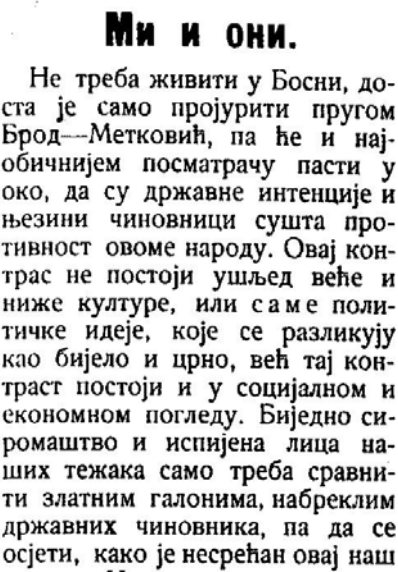 Ми и они.
Не треба живити у Босни, до-
ста је само пројурити пругом
Брод—Метковић, па ће и нај-
обичнијем посматрачу пасти у
око, да су државне интенције и
њезини чиновници сушта про-
тивност овоме народу. Овај кон-
трас не постоји ушљед веће и
ниже културе, или саме поли-
тичке идеје, које се разликују
као бијело и црно, већ тај кон-
траст постоји и у социјалном и
економном погледу. Биједно си-
ромаштво и испијена лица на-
ших тежака само треба сравни-
ти златним галонима, набреклим
државних чиновника, па да се
осјети, како је несрећан овај наш